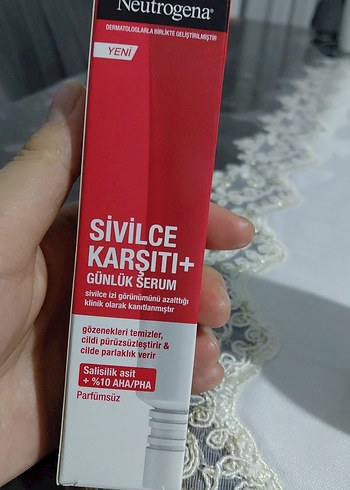 Neutrogena®
DERMATOLOGLARLA BİRLİKTE GELİŞTİRİLMİŞTİR
YENİ
SİVİLCE
KARŞITI+
GÜNLÜK SERUM
sivilce izi görünümünü azalttığı
klinik olarak kanıtlanmıştır
gözenekleri temizler,
cildi pürüzsüzleştirir &
cilde parlaklık verir
Salisilik asit
+ %10 AHA/PHA
Parfümsüz